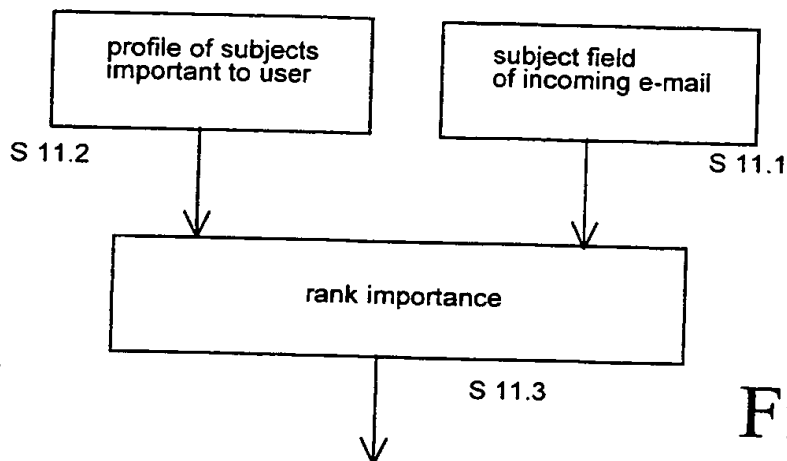 profile of subjects
important to user
subject field
of incoming e-mail
S 11.2
S 11.1
rank importance
S 11.3
F